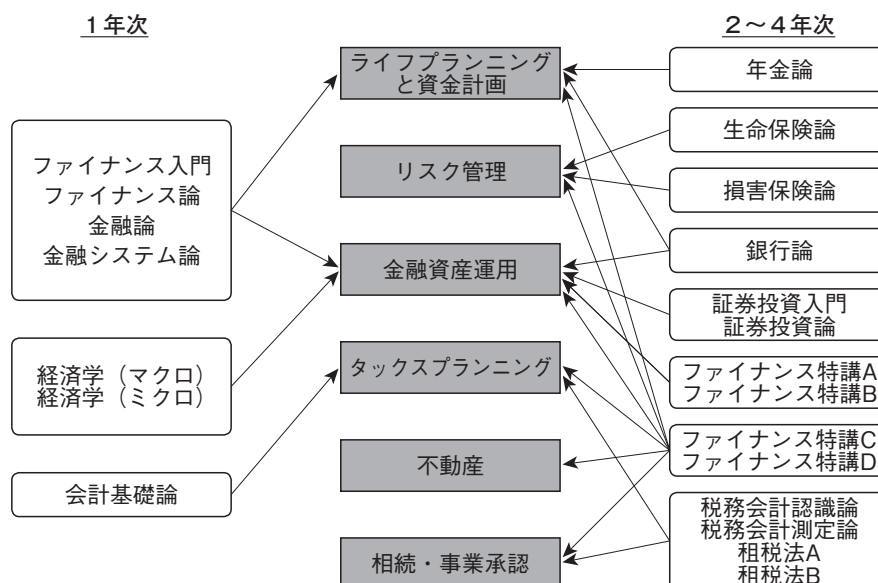 1年次
ファイナンス入門
ファイナンス論
金融論
金融システム論
経済学（マクロ）
経済学（ミクロ）
会計基礎論
ライフプランニング
と資金計画
リスク管理
金融資産運用
タックスプランニング
不動産
相続・事業承認
2～4年次
年金論
生命保険論
損害保険論
銀行論
証券投資入門
証券投資論
ファイナンス特講A
ファイナンス特講B
ファイナンス特講C
ファイナンス特講D
税務会計認識論
税務会計測定論
租税法A
租税法B